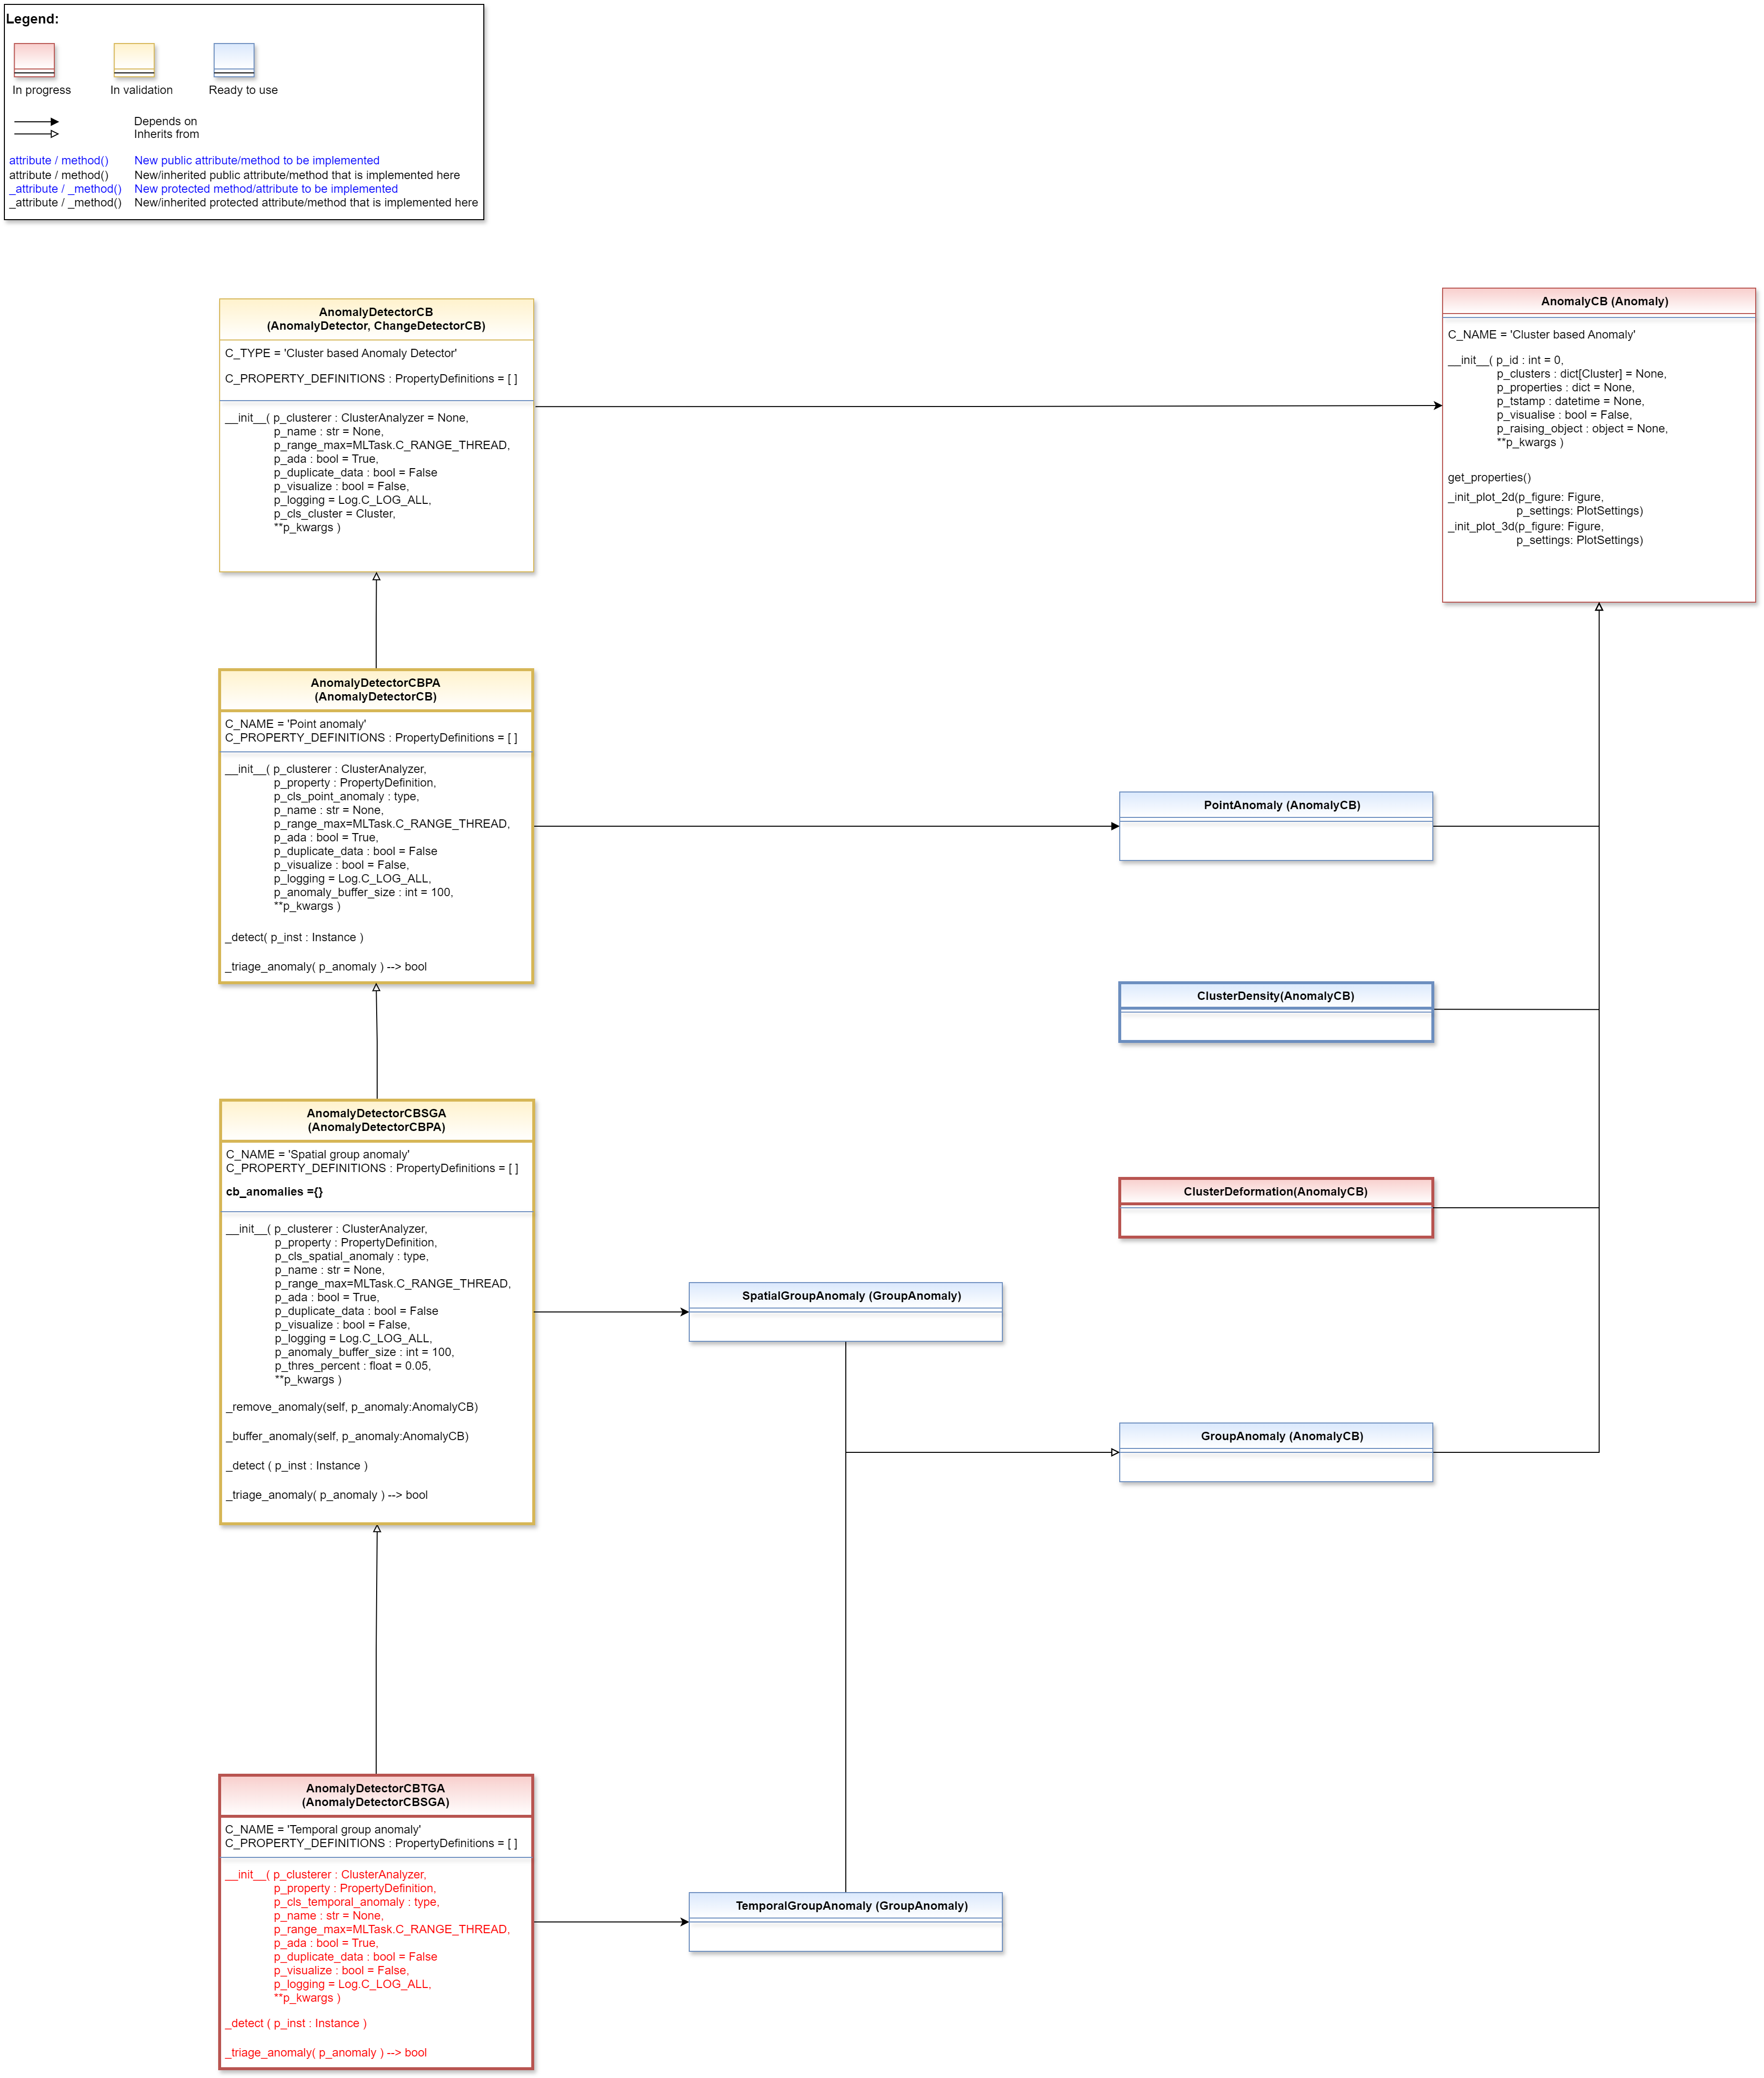 Legend:
In progress
In validation
Ready to use
Depends on
Inherits from
attribute / method() New public attribute/method to be implemented
attribute / method() New/inherited public attribute/method that is implemented here
_attribute / _method() New protected method/attribute to be implemented
_attribute / _method() New/inherited protected attribute/method that is implemented here
AnomalyDetectorCB
(AnomalyDetector, ChangeDetectorCB)
C_TYPE = 'Cluster based Anomaly Detector'
C_PROPERTY_DEFINITIONS : PropertyDefinitions = [ ]
__init__( p_clusterer : ClusterAnalyzer = None,
p_name : str = None,
p_range_max=MLTask.C_RANGE_THREAD,
p_ada : bool = True,
p_duplicate_data : bool = False
p_visualize : bool = False,
p_logging = Log.C_LOG_ALL,
p_cls_cluster = Cluster,
**p_kwargs )
AnomalyCB (Anomaly)
C_NAME = 'Cluster based Anomaly'
__init__( p_id : int = 0,
p_clusters : dict[Cluster] = None,
p_properties : dict = None,
p_tstamp : datetime = None,
p_visualise : bool = False,
p_raising_object : object = None,
**p_kwargs )
get_properties()
_init_plot_2d(p_figure: Figure,
p_settings: PlotSettings)
_init_plot_3d(p_figure: Figure,
p_settings: PlotSettings)
AnomalyDetectorCBPA
(AnomalyDetectorCB)
C_NAME = 'Point anomaly'
C_PROPERTY_DEFINITIONS : PropertyDefinitions = [ ]
__init__( p_clusterer : ClusterAnalyzer,
p_property : PropertyDefinition,
p_cls_point_anomaly : type,
p_name : str = None,
p_range_max=MLTask.C_RANGE_THREAD,
p_ada : bool = True,
p_duplicate_data : bool = False
p_visualize : bool = False,
p_logging = Log.C_LOG_ALL,
p_anomaly_buffer_size : int = 100,
**p_kwargs )
_detect( p_inst : Instance )
_triage_anomaly( p_anomaly ) --> bool
PointAnomaly (AnomalyCB)
ClusterDensity(AnomalyCB)
AnomalyDetectorCBSGA
(AnomalyDetectorCBPA)
C_NAME = 'Spatial group anomaly'
C_PROPERTY_DEFINITIONS : PropertyDefinitions = [ ]
cb_anomalies ={}
__init__( p_clusterer : ClusterAnalyzer,
p_property : PropertyDefinition,
p_cls_spatial_anomaly : type,
p_name : str = None,
p_range_max=MLTask.C_RANGE_THREAD,
p_ada : bool = True,
p_duplicate_data : bool = False
p_visualize : bool = False,
p_logging = Log.C_LOG_ALL,
p_anomaly_buffer_size : int = 100,
p_thres_percent : float = 0.05,
**p_kwargs )
_remove_anomaly(self, p_anomaly:AnomalyCB)
_buffer_anomaly(self, p_anomaly:AnomalyCB)
_detect ( p_inst : Instance )
_triage_anomaly( p_anomaly ) --> bool
ClusterDeformation(AnomalyCB)
SpatialGroupAnomaly (GroupAnomaly)
GroupAnomaly (AnomalyCB)
AnomalyDetectorCBTGA
(AnomalyDetectorCBSGA)
C_NAME = 'Temporal group anomaly'
C_PROPERTY_DEFINITIONS : PropertyDefinitions = [ ]
__init__( p_clusterer : ClusterAnalyzer,
p_property : PropertyDefinition,
p_cls_temporal_anomaly : type,
p_name : str = None,
p_range_max=MLTask.C_RANGE_THREAD,
p_ada : bool = True,
p_duplicate_data : bool = False
p_visualize : bool = False,
p_logging = Log.C_LOG_ALL,
**p_kwargs )
_detect ( p_inst : Instance )
_triage_anomaly( p_anomaly ) --> bool
TemporalGroupAnomaly (GroupAnomaly)